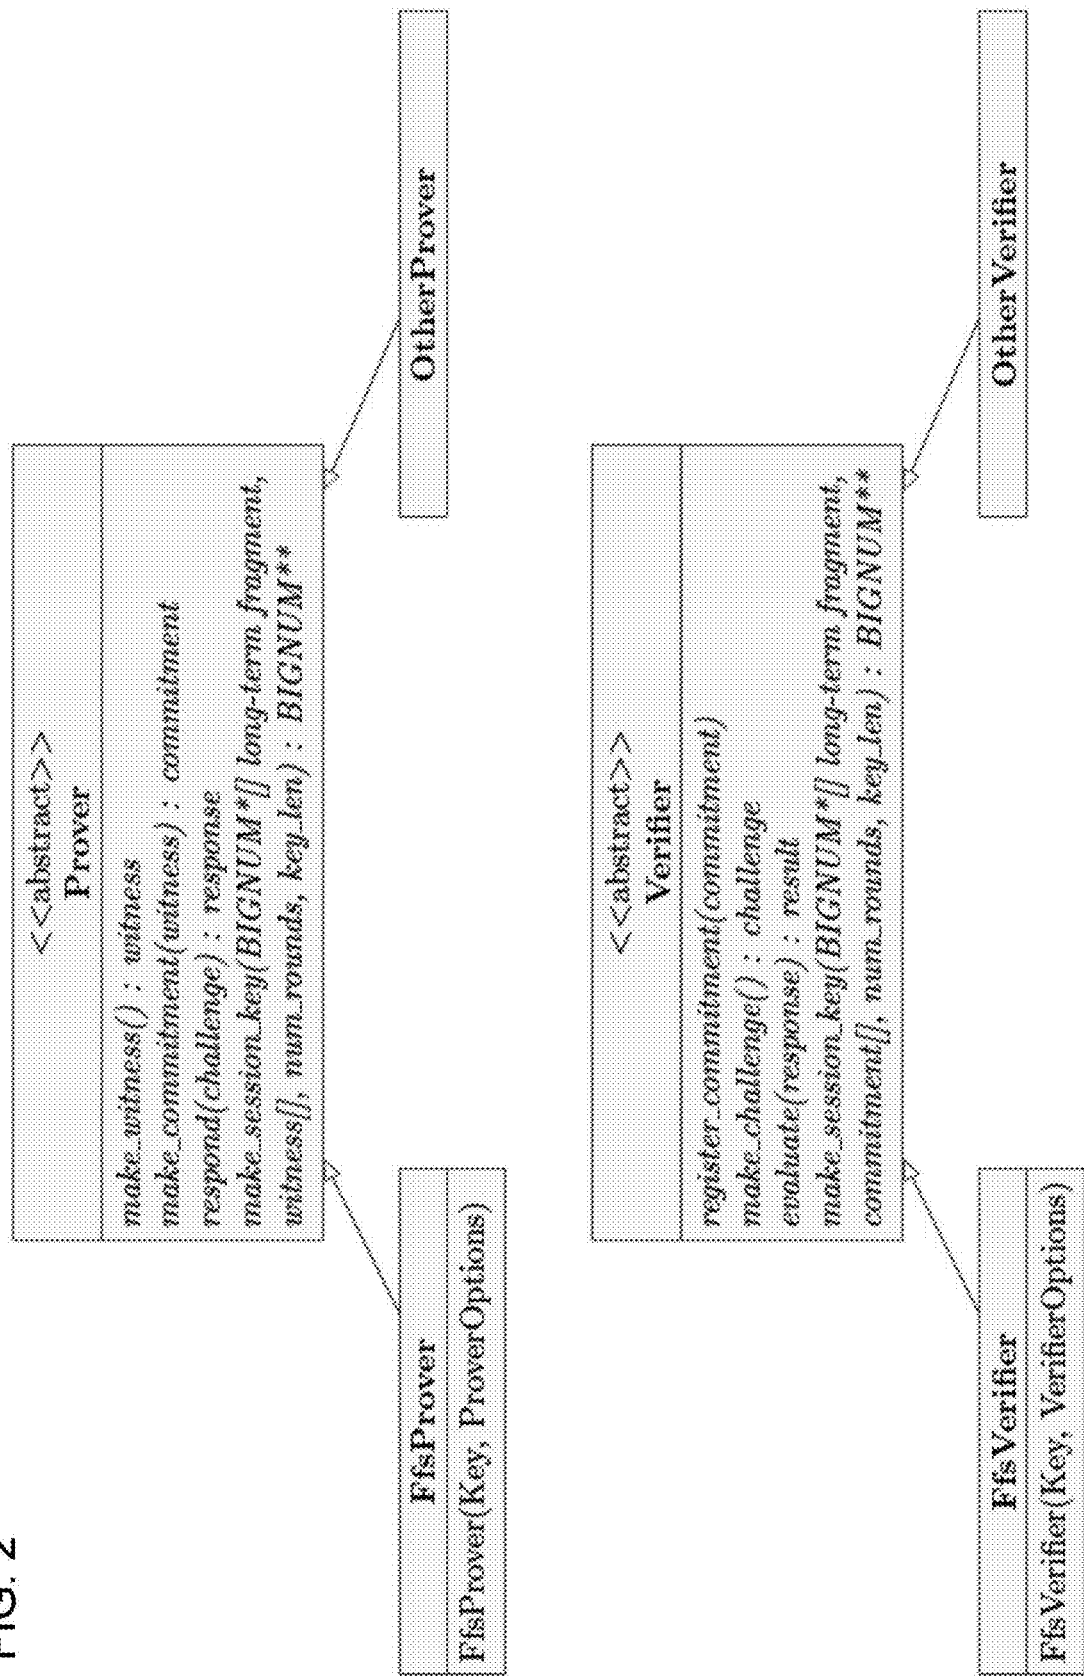 FIG. 2
<<abstract>>
Prover
make_witness() : witness
make_commitment(witness) : commitment
respond(challenge) : response
make_session_key(BIGNUM*[] long-term fragment,
witness[], num_rounds, key_len) : BIGNUM**
FfsProver
FfsProver(Key, ProverOptions)
OtherProver
<<abstract>>
Verifier
register_commitment(commitment)
make_challenge() : challenge
evaluate(response) : result
make_session_key(BIGNUM*[] long-term fragment,
commitment[], num_rounds, key_len) : BIGNUM**
FfsVerifier
FfsVerifier(Key, VerifierOptions)
OtherVerifier